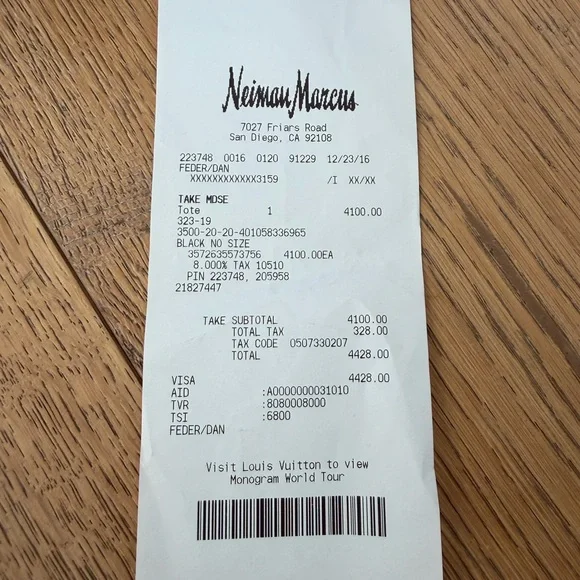 Neiman Marcus
7027 Friars Road
San Diego, CA 92108
223748 0016 0120 91229 12/23/16
FEDER/DAN
XXXXXXXXXXXX3159 /I XX/XX
TAKE MDSE
Tote 1 4100.00
323-19
3500-20-20-401058336965
BLACK NO SIZE
3572635573756 4100.00EA
8.000% TAX 10510
PIN 223748, 205958
21827447
TAKE SUBTOTAL 4100.00
TOTAL TAX 328.00
TAX CODE 0507330207
TOTAL 4428.00
VISA 4428.00
AID :A0000000031010
TVR :8080008000
TSI :6800
FEDER/DAN
Visit Louis Vuitton to view
Monogram World Tour